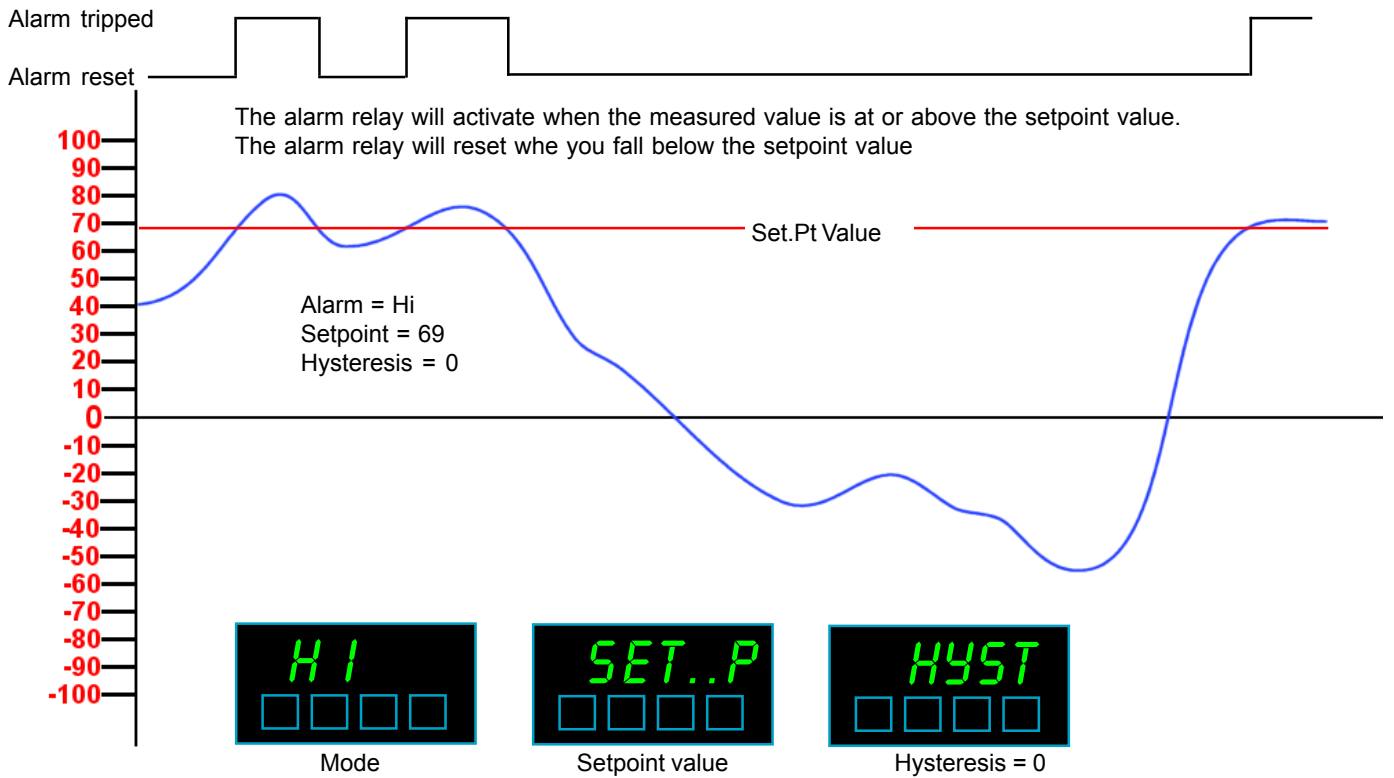 Alarm tripped
Alarm reset
The alarm relay will activate when the measured value is at or above the setpoint value.
The alarm relay will reset whe you fall below the setpoint value
100
90
80
70
60
50
40
30
20
10
0
-10
-20
-30
-40
-50
-60
-70
-80
-90
-100
Set.Pt Value
Alarm = Hi
Setpoint = 69
Hysteresis = 0
HI
SET..P
HYST
Mode
Setpoint value
Hysteresis = 0